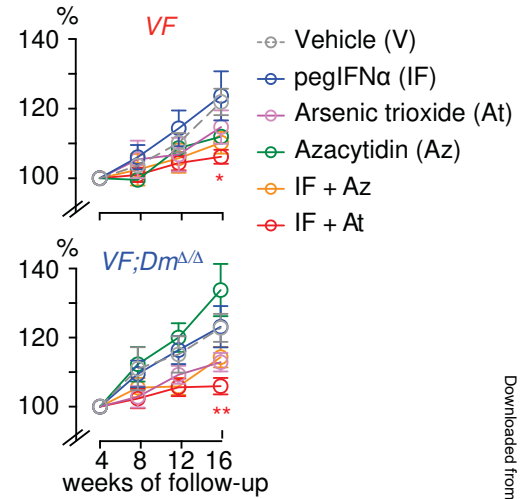 %
VF
140
120
100
*
Vehicle (V)
pegIFNα (IF)
Arsenic trioxide (At)
Azacytidin (Az)
IF + Az
IF + At
%
VF;Dm^Δ/Δ
140
120
100
**
4 8 12 16
weeks of follow-up
Downloaded from